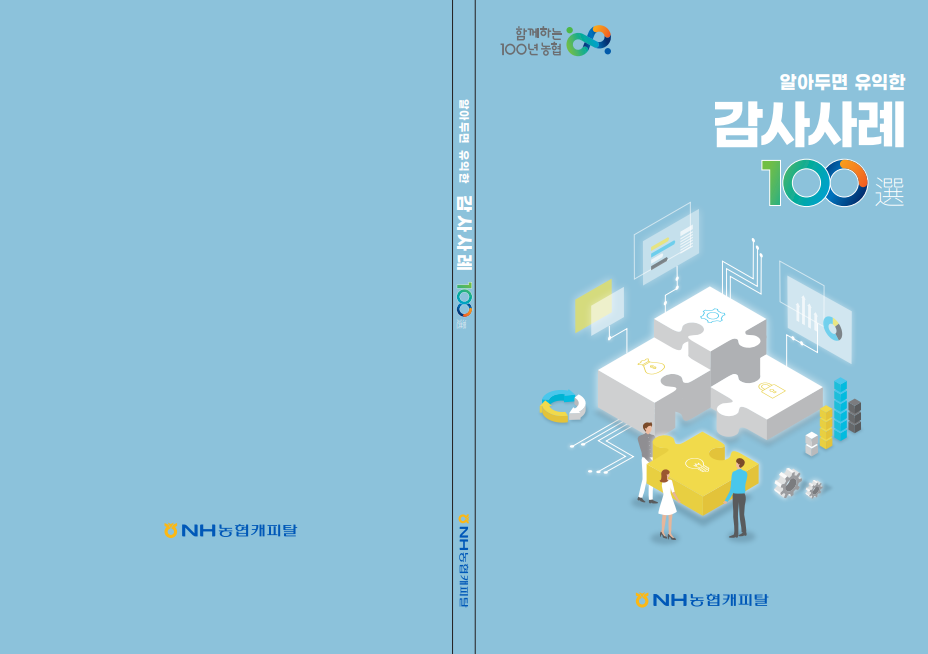 NH농협캐피탈
알아두면 유익한 감사사례 100選
NH농협캐피탈
함께하는
100년 농협
알아두면 유익한
감사사례
100選
NH농협캐피탈